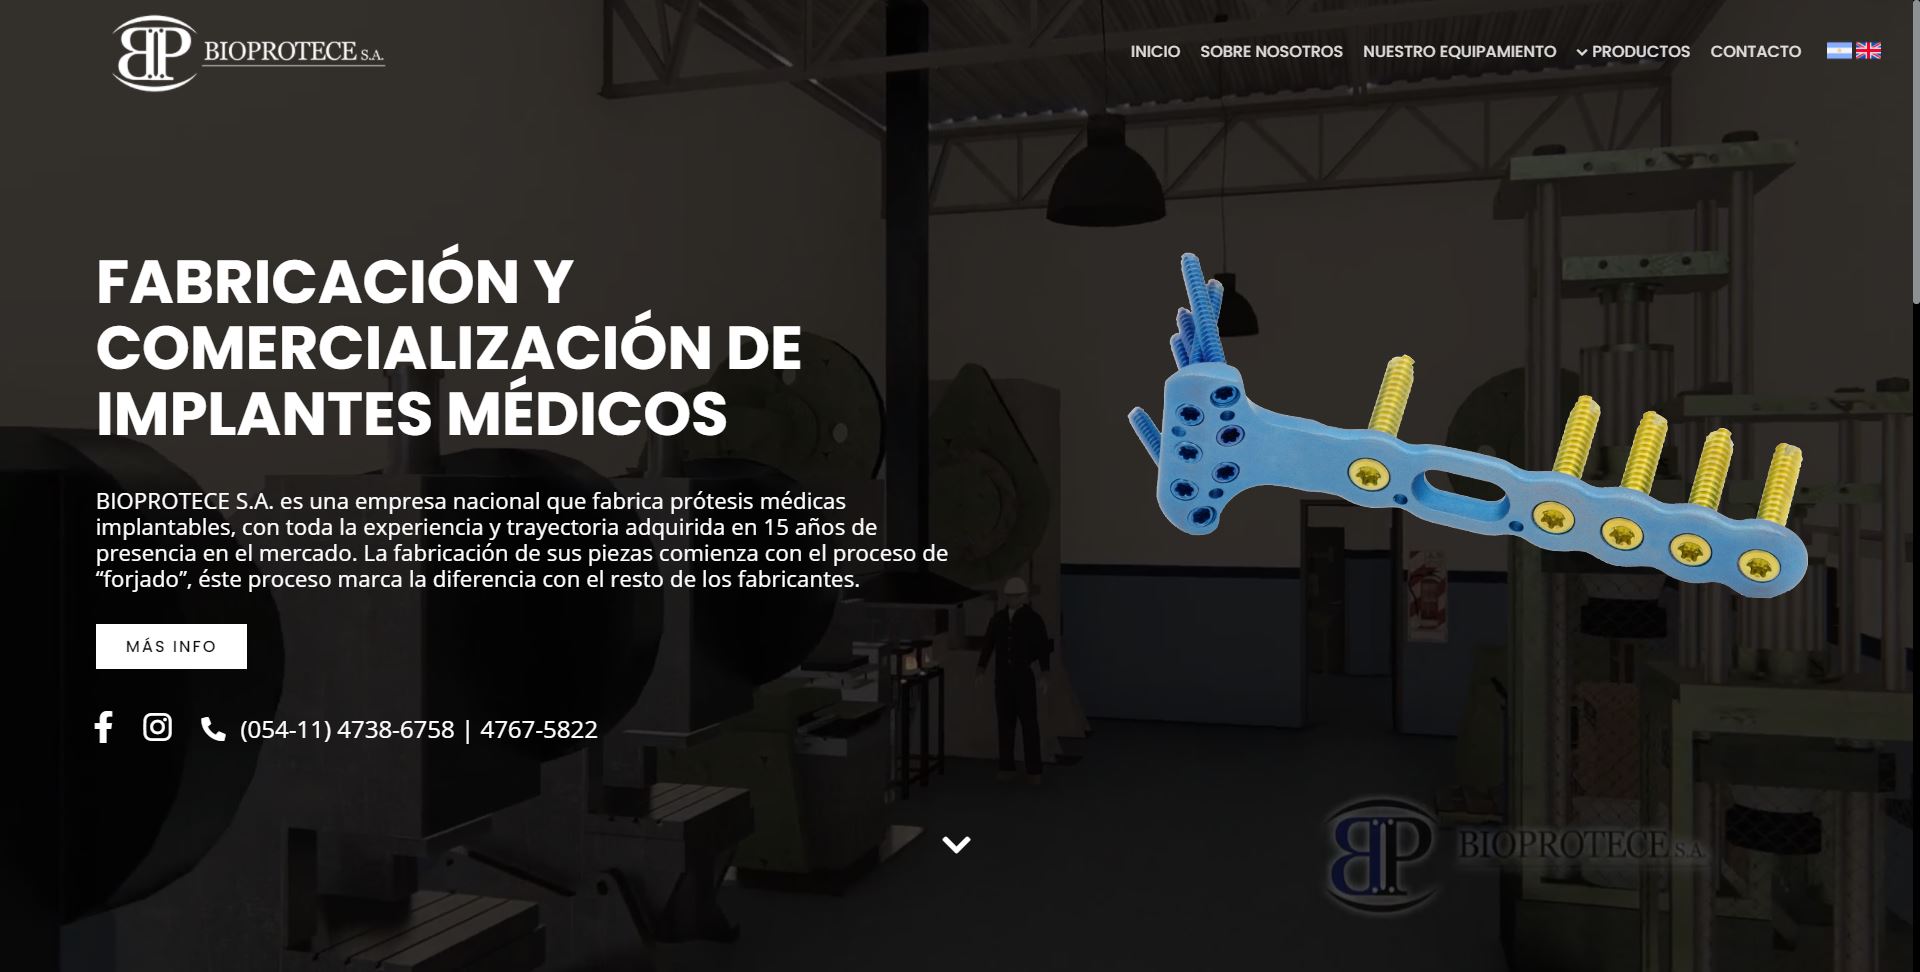 BP BIOPROTECE S.A.
INICIO SOBRE NOSOTROS NUESTRO EQUIPAMIENTO PRODUCTOS CONTACTO
FABRICACIÓN Y
COMERCIALIZACIÓN DE
IMPLANTES MÉDICOS
BIOPROTECE S.A. es una empresa nacional que fabrica prótesis médicas
implantables, con toda la experiencia y trayectoria adquirida en 15 años de
presencia en el mercado. La fabricación de sus piezas comienza con el proceso de
“forjado”, éste proceso marca la diferencia con el resto de los fabricantes.
MÁS INFO
(054-11) 4738-6758 | 4767-5822
BP BIOPROTECE S.A.